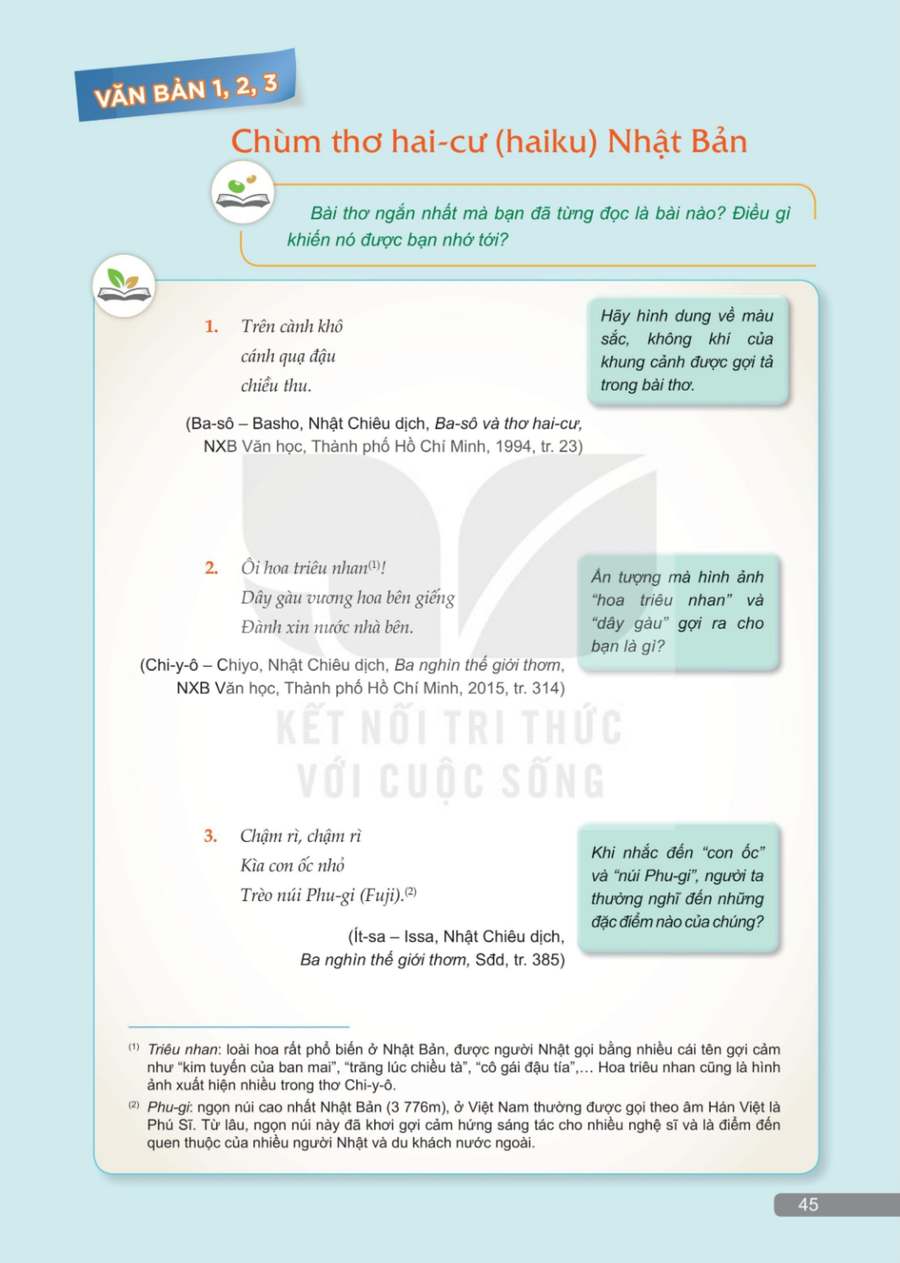 VĂN BẢN 1, 2, 3
Chùm thơ hai-cư (haiku) Nhật Bản
Bài thơ ngắn nhất mà bạn đã từng đọc là bài nào? Điều gì
khiến nó được bạn nhớ tới?
1. Trên cành khô
cánh quạ đậu
chiều thu.
(Ba-sô – Basho, Nhật Chiêu dịch, Ba-sô và thơ hai-cư,
NXB Văn học, Thành phố Hồ Chí Minh, 1994, tr. 23)
Hãy hình dung về màu
sắc, không khí của
khung cảnh được gợi tả
trong bài thơ.
2. Ôi hoa triêu nhan(1)!
Dây gàu vương hoa bên giếng
Đành xin nước nhà bên.
(Chi-y-ô – Chiyo, Nhật Chiêu dịch, Ba nghìn thế giới thơm,
NXB Văn học, Thành phố Hồ Chí Minh, 2015, tr. 314)
Ấn tượng mà hình ảnh
“hoa triêu nhan” và
“dây gàu” gợi ra cho
bạn là gì?
KẾT NỐI TRI THỨC
VỚI CUỘC SỐNG
3. Chậm rì, chậm rì
Kìa con ốc nhỏ
Trèo núi Phu-gi (Fuji).(2)
(Ít-sa – Issa, Nhật Chiêu dịch,
Ba nghìn thế giới thơm, Sđd, tr. 385)
Khi nhắc đến “con ốc”
và “núi Phu-gi”, người ta
thường nghĩ đến những
đặc điểm nào của chúng?
(1) Triêu nhan: loài hoa rất phổ biến ở Nhật Bản, được người Nhật gọi bằng nhiều cái tên gợi cảm
như “kim tuyến của ban mai”, “trăng lúc chiều tà”, “cô gái đậu tía”,... Hoa triêu nhan cũng là hình
ảnh xuất hiện nhiều trong thơ Chi-y-ô.
(2) Phu-gi: ngọn núi cao nhất Nhật Bản (3 776m), ở Việt Nam thường được gọi theo âm Hán Việt là
Phú Sĩ. Từ lâu, ngọn núi này đã khơi gợi cảm hứng sáng tác cho nhiều nghệ sĩ và là điểm đến
quen thuộc của nhiều người Nhật và du khách nước ngoài.
45